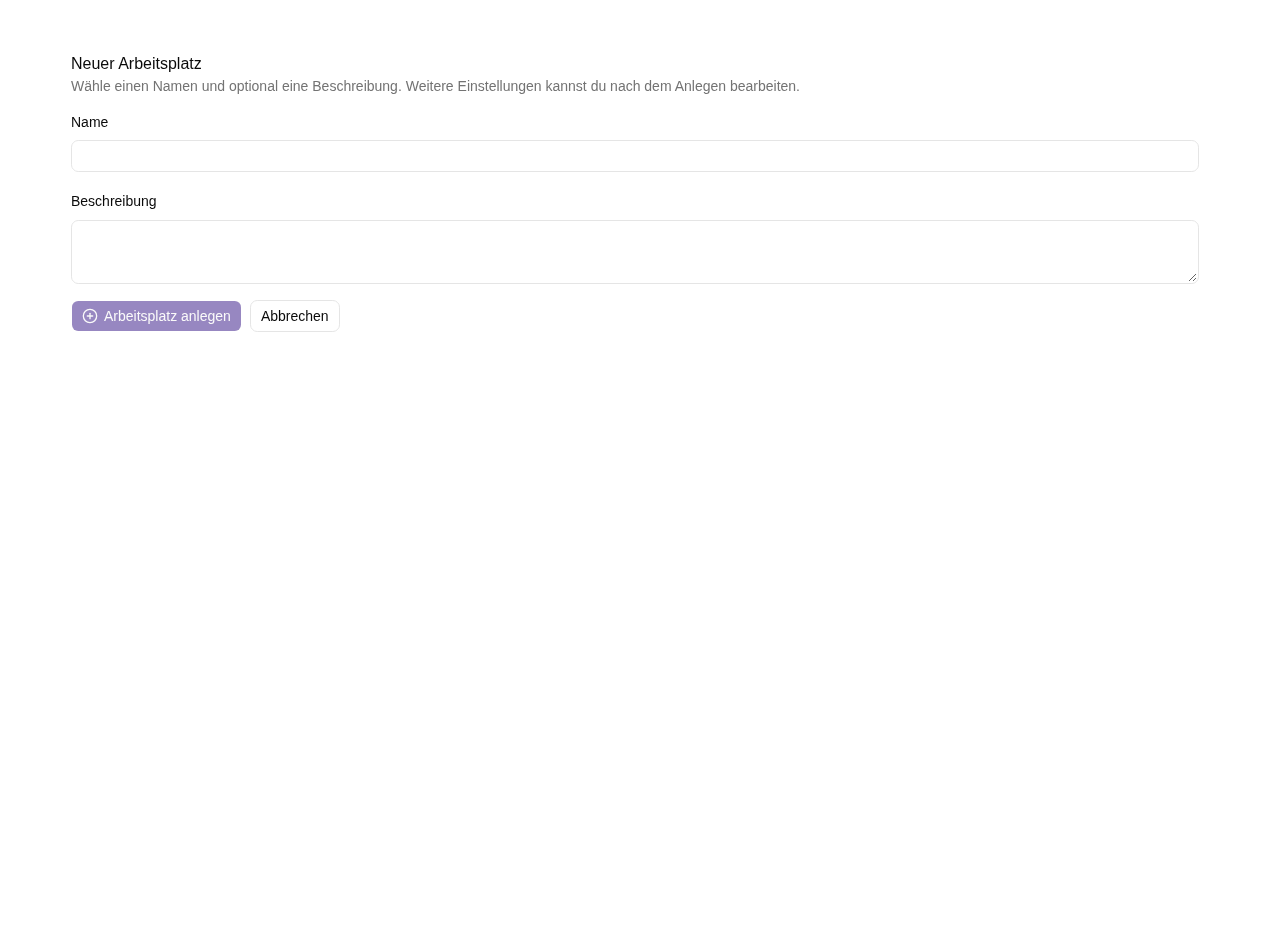 Neuer Arbeitsplatz
Wähle einen Namen und optional eine Beschreibung. Weitere Einstellungen kannst du nach dem Anlegen bearbeiten.
Name
Beschreibung
Arbeitsplatz anlegen
Abbrechen